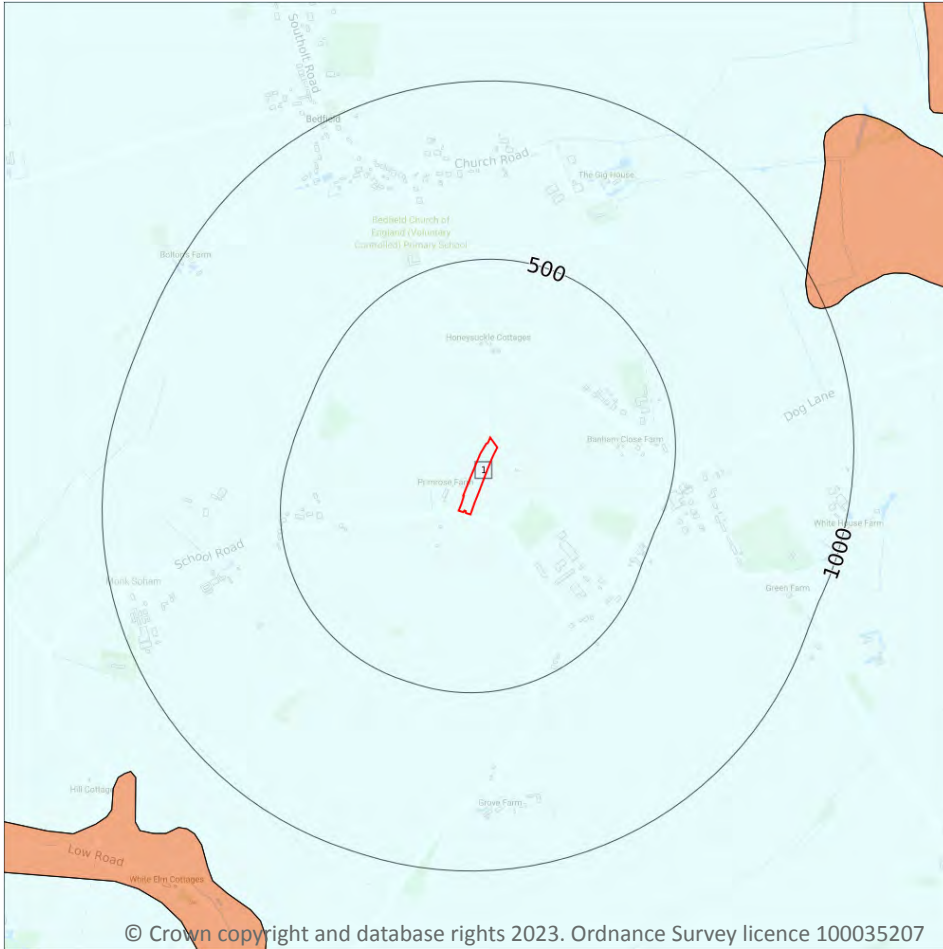 Southolt Road
Bedfield
Church Road
The Gig House
Bedfield Church of
England (Voluntary
Controlled) Primary School
Boltons Farm
500
Honeysuckle Cottages
Dog Lane
Banham Close Farm
1
Primrose Farm
White House Farm
School Road
1000
Monk Soham
Green Farm
Hill Cottage
Grove Farm
Low Road
White Elm Cottages
© Crown copyright and database rights 2023. Ordnance Survey licence 100035207